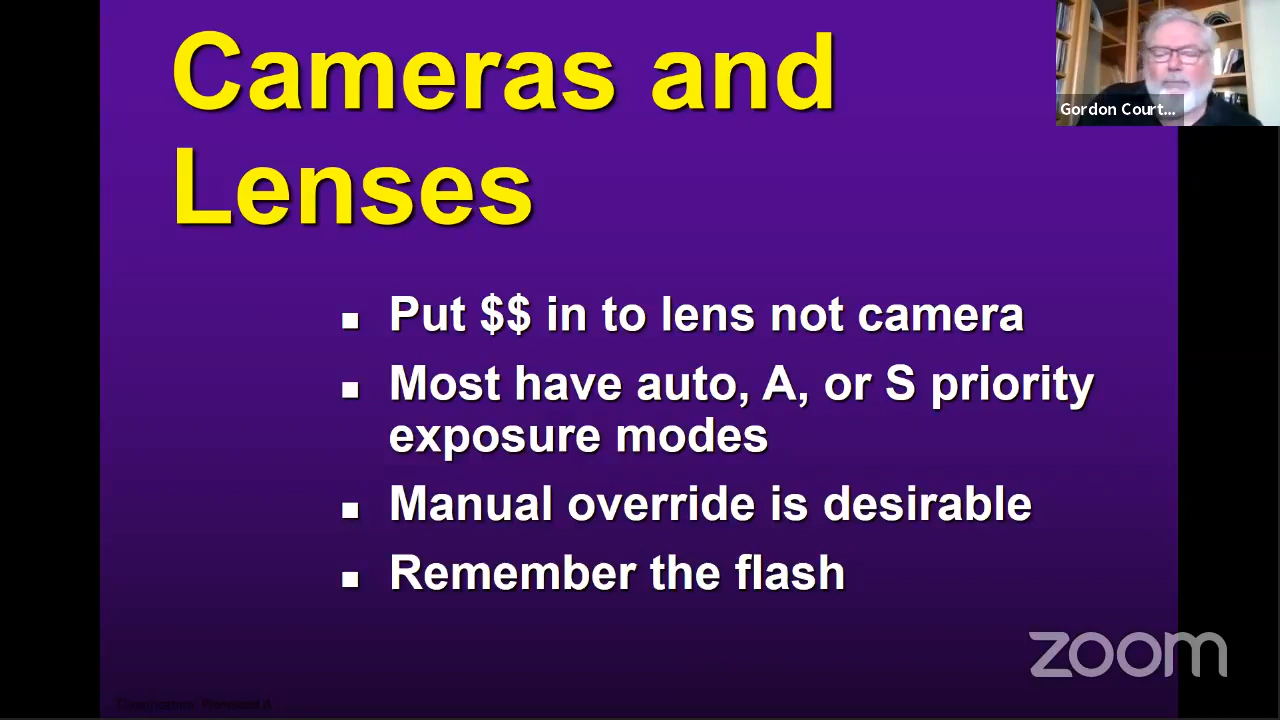 Cameras and
Lenses
Gordon Court...
■ Put $$ in to lens not camera
■ Most have auto, A, or S priority
exposure modes
■ Manual override is desirable
■ Remember the flash
zoom